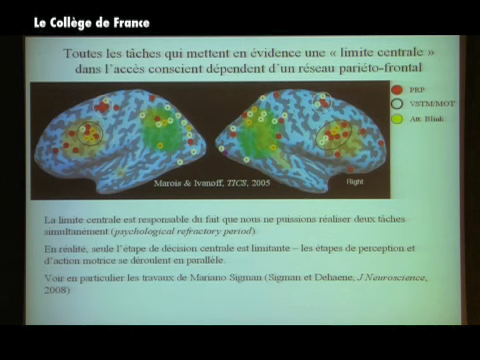 Le Collège de France
Toutes les tâches qui mettent en évidence une « limite centrale »
dans l'accès conscient dépendent d'un réseau pariéto-frontal
PRP
VSTM/MOT
Att. Blink
Marois & Ivanoff, TICS, 2005
Right
La limite centrale est responsable du fait que nous ne puissions réaliser deux tâches
simultanément (psychological refractory period).
En réalité, seule l'étape de décision centrale est limitante – les étapes de perception et
d'action motrice se déroulent en parallèle.
Voir en particulier les travaux de Mariano Sigman (Sigman et Dehaene, J Neuroscience,
2008)